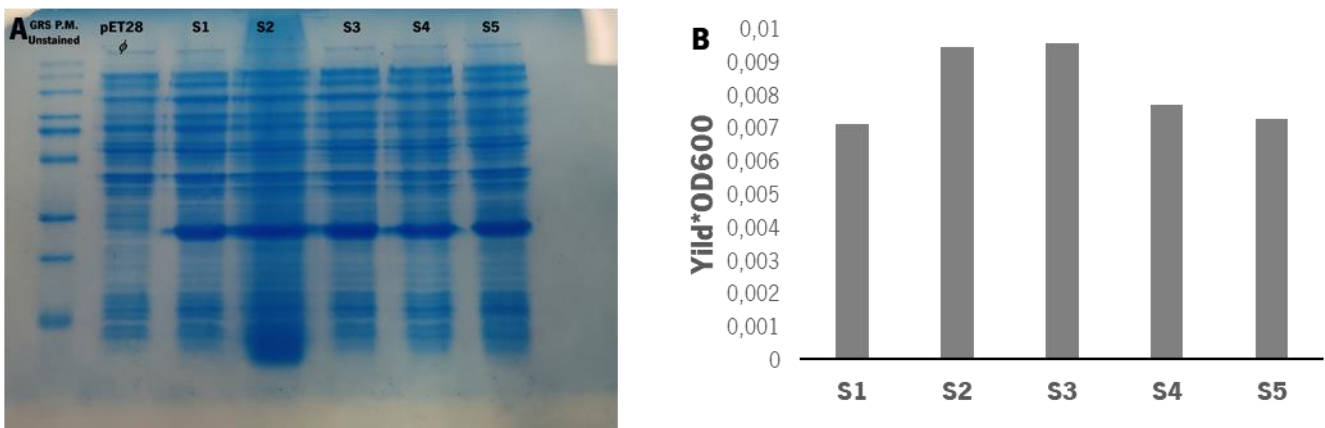 A GRS P.M. pET28 S1 S2 S3 S4 S5
Unstained ϕ
B
0,01
0,009
0,008
0,007
0,006
0,005
0,004
0,003
0,002
0,001
0
Yild*OD600
S1 S2 S3 S4 S5